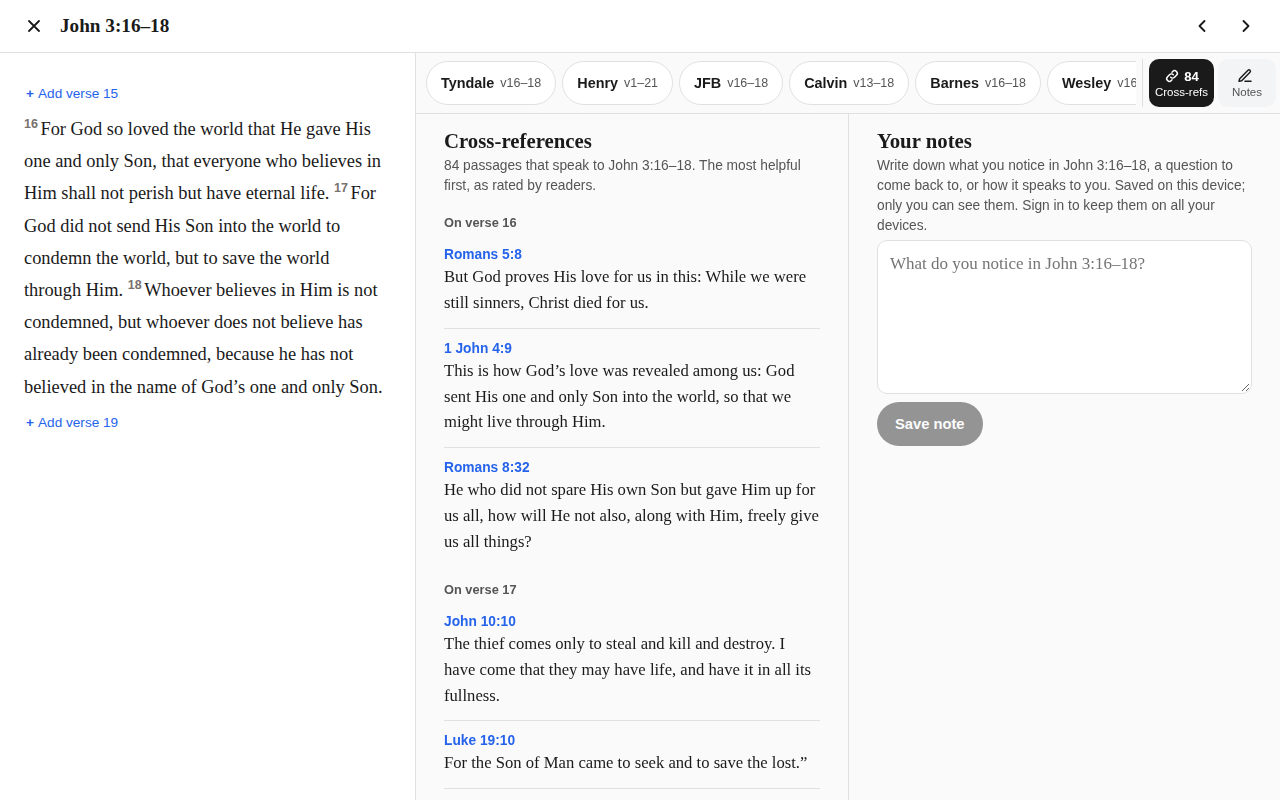 John 3:16–18
+ Add verse 15
16 For God so loved the world that He gave His
one and only Son, that everyone who believes in
Him shall not perish but have eternal life. 17 For
God did not send His Son into the world to
condemn the world, but to save the world
through Him. 18 Whoever believes in Him is not
condemned, but whoever does not believe has
already been condemned, because he has not
believed in the name of God’s one and only Son.
+ Add verse 19
Tyndale v16–18 Henry v1–21 JFB v16–18 Calvin v13–18 Barnes v16–18 Wesley v16
84
Cross-refs
Notes
Cross-references
84 passages that speak to John 3:16–18. The most helpful
first, as rated by readers.
On verse 16
Romans 5:8
But God proves His love for us in this: While we were
still sinners, Christ died for us.
1 John 4:9
This is how God’s love was revealed among us: God
sent His one and only Son into the world, so that we
might live through Him.
Romans 8:32
He who did not spare His own Son but gave Him up for
us all, how will He not also, along with Him, freely give
us all things?
On verse 17
John 10:10
The thief comes only to steal and kill and destroy. I
have come that they may have life, and have it in all its
fullness.
Luke 19:10
For the Son of Man came to seek and to save the lost.”
Your notes
Write down what you notice in John 3:16–18, a question to
come back to, or how it speaks to you. Saved on this device;
only you can see them. Sign in to keep them on all your
devices.
What do you notice in John 3:16–18?
Save note